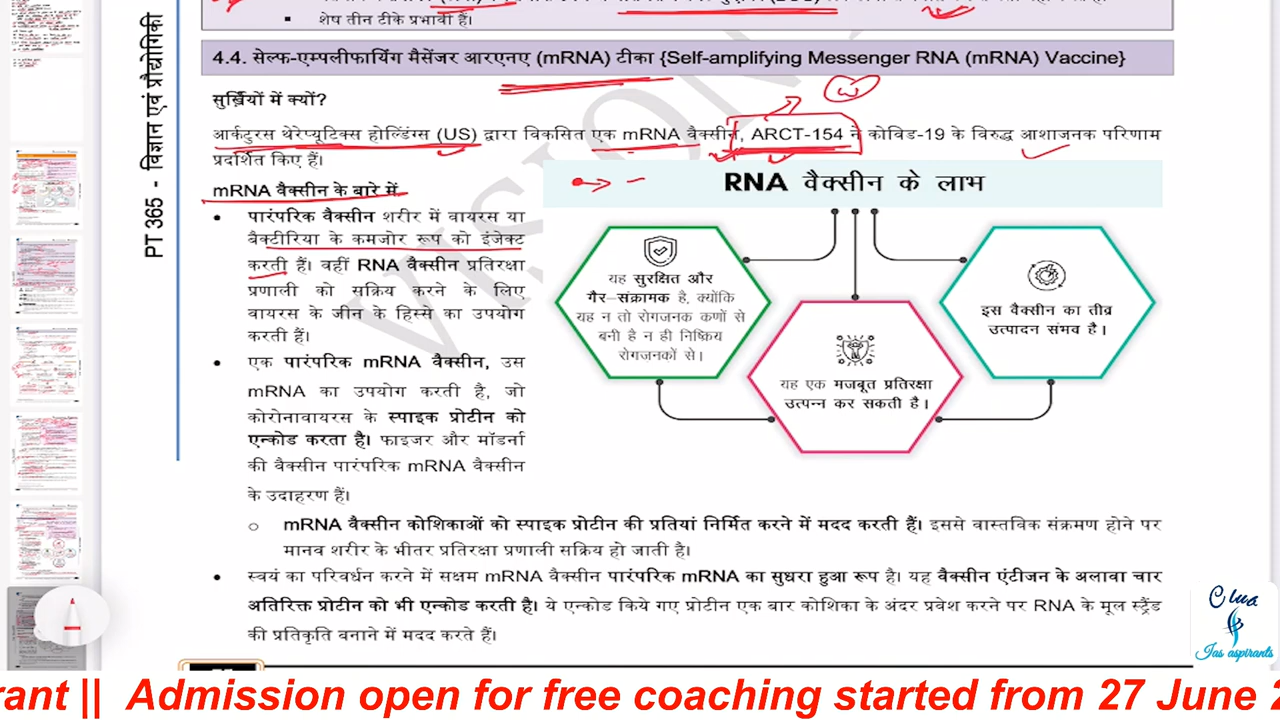 शेष तीन टीके प्रभावी हैं।
4.4. सेल्फ-एम्पलीफायिंग मैसेंजर आरएनए (mRNA) टीका {Self-amplifying Messenger RNA (mRNA) Vaccine}
सुर्ख़ियों में क्यों?
आर्कटुरस थेरेप्यूटिक्स होल्डिंग्स (US) द्वारा विकसित एक mRNA वैक्सीन, ARCT-154 ने कोविड-19 के विरुद्ध आशाजनक परिणाम
प्रदर्शित किए हैं।
mRNA वैक्सीन के बारे में
पारंपरिक वैक्सीन शरीर में वायरस या
बैक्टीरिया के कमजोर रूप को इंजेक्ट
करती है। वहीं RNA वैक्सीन प्रतिरक्षा
प्रणाली को सक्रिय करने के लिए
वायरस के जीन के हिस्से का उपयोग
करती हैं।
एक पारंपरिक mRNA वैक्सीन, उस
mRNA का उपयोग करती है, जो
कोरोनावायरस के स्पाइक प्रोटीन को
एन्कोड करता है। फाइजर और मॉडर्ना
की वैक्सीन पारंपरिक mRNA वैक्सीन
के उदाहरण हैं।
mRNA वैक्सीन कोशिकाओं को स्पाइक प्रोटीन की प्रतियां निर्मित करने में मदद करती हैं। इससे वास्तविक संक्रमण होने पर
मानव शरीर के भीतर प्रतिरक्षा प्रणाली सक्रिय हो जाती है।
स्वयं का परिवर्धन करने में सक्षम mRNA वैक्सीन पारंपरिक mRNA का सुधरा हुआ रूप है। यह वैक्सीन एंटीजन के अलावा चार
अतिरिक्त प्रोटीन को भी एन्कोड करती है। ये एन्कोड किये गए प्रोटीन एक बार कोशिका के अंदर प्रवेश करने पर RNA के मूल स्ट्रैंड
की प्रतिकृति बनाने में मदद करते हैं।
RNA वैक्सीन के लाभ
यह सुरक्षित और
गैर-संक्रामक है, क्योंकि
यह न तो रोगजनक कणों से
बनी है न ही निष्क्रिय
रोगजनकों से।
यह एक मजबूत प्रतिरक्षा
उत्पन्न कर सकती है।
इस वैक्सीन का तीव्र
उत्पादन संभव है।
PT 365 - विज्ञान एवं प्रौद्योगिकी
VISION
Ias aspirants
rant || Admission open for free coaching started from 27 June 2